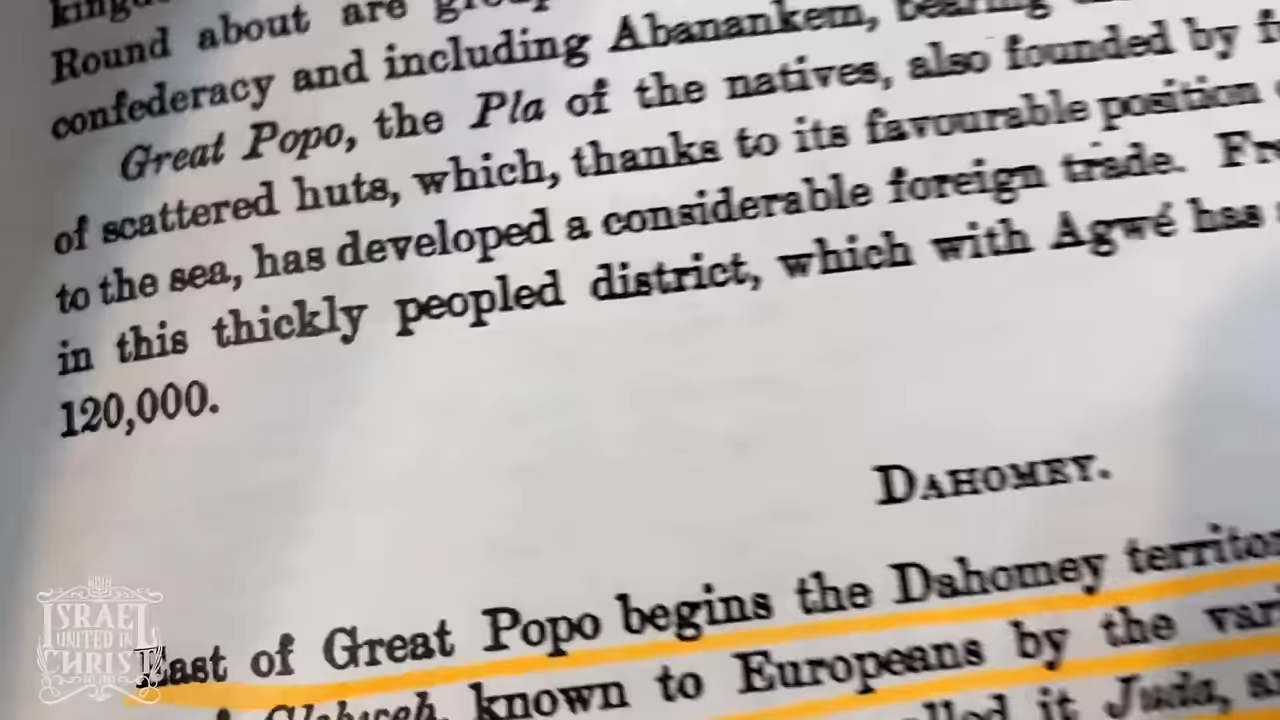 Round about are
confederacy and including Abanankem, bearing
Great Popo, the Pla of the natives, also founded by
of scattered huts, which, thanks to its favourable position
to the sea, has developed a considerable foreign trade.
in this thickly peopled district, which with Agwé has
120,000.
DAHOMEY.
East of Great Popo begins the Dahomey
known to Europeans by the
it Juda,
ISRAEL
UNITED IN
CHRIST